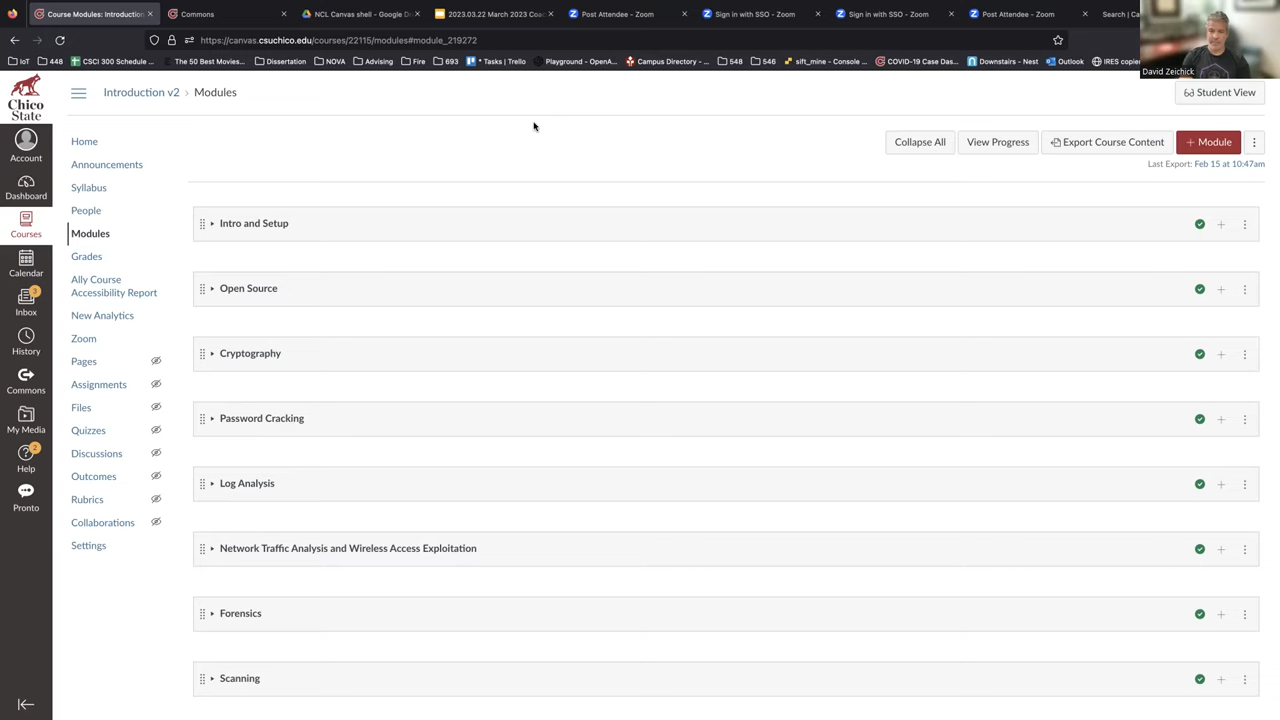 Course Modules: Introduction
Commons
NCL Canvas shell - Google Do
2023.03.22 March 2023 Coac
Post Attendee - Zoom
Sign in with SSO - Zoom
Sign in with SSO - Zoom
Post Attendee - Zoom
Search | Ca
https://canvas.csuchico.edu/courses/22115/modules#module_219272
IoT
448
CSCI 300 Schedule ...
The 50 Best Movies...
Dissertation
NOVA
Advising
Fire
693
* Tasks | Trello
Playground - OpenA...
Campus Directory - ...
548
546
sift_mine – Console ...
COVID-19 Case Das...
Downstairs - Nest
Outlook
IRES copier
David Zeichick
Chico State
Introduction v2 › Modules
Student View
Account
Dashboard
Courses
Calendar
3
Inbox
History
Commons
My Media
2
Help
Pronto
Home
Announcements
Syllabus
People
Modules
Grades
Ally Course
Accessibility Report
New Analytics
Zoom
Pages
Assignments
Files
Quizzes
Discussions
Outcomes
Rubrics
Collaborations
Settings
Collapse All
View Progress
Export Course Content
+ Module
Last Export: Feb 15 at 10:47am
Intro and Setup
Open Source
Cryptography
Password Cracking
Log Analysis
Network Traffic Analysis and Wireless Access Exploitation
Forensics
Scanning